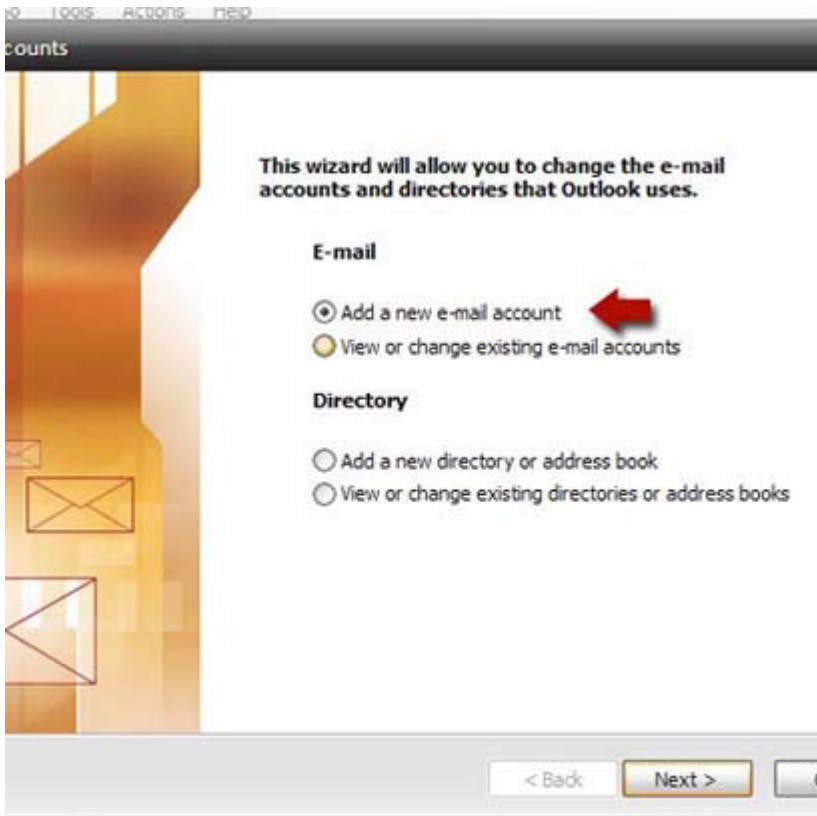 Tools Actions Help
counts
This wizard will allow you to change the e-mail
accounts and directories that Outlook uses.
E-mail
Add a new e-mail account
View or change existing e-mail accounts
Directory
Add a new directory or address book
View or change existing directories or address books
< Back Next >